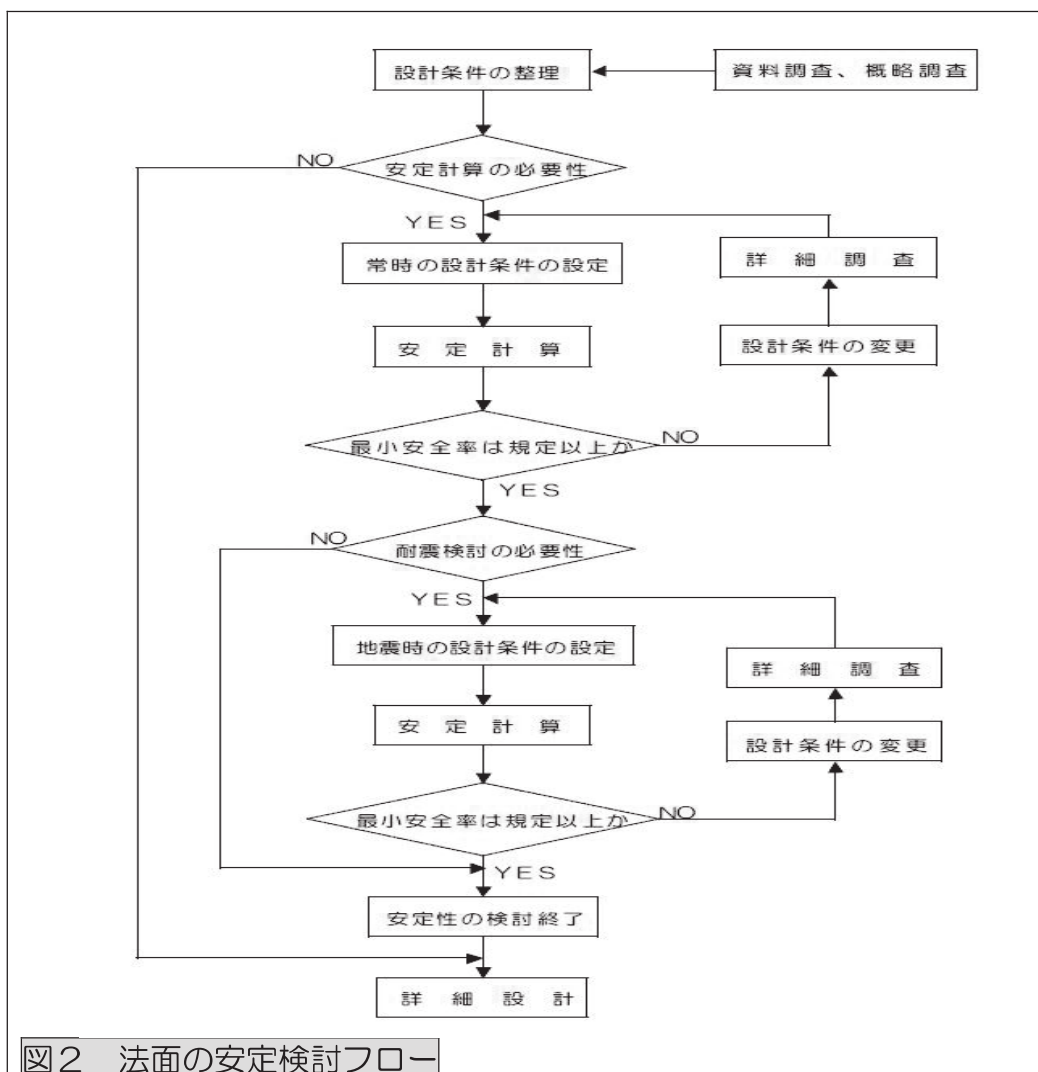 設計条件の整理
資料調査、概略調査
NO
安定計算の必要性
YES
常時の設計条件の設定
詳細調査
安定計算
設計条件の変更
最小安全率は規定以上か
NO
YES
NO
耐震検討の必要性
YES
地震時の設計条件の設定
詳細調査
安定計算
設計条件の変更
最小安全率は規定以上か
NO
YES
安定性の検討終了
詳細設計
図2 法面の安定検討フロー